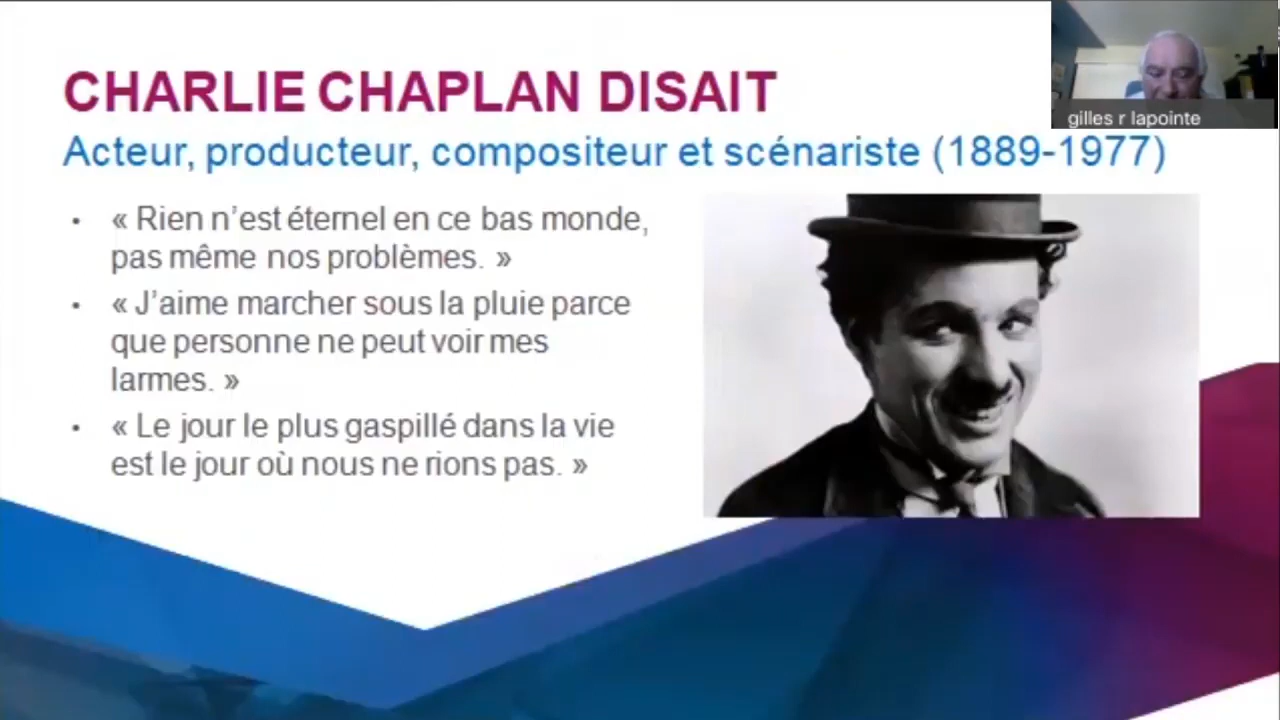 CHARLIE CHAPLAN DISAIT
gilles r lapointe
Acteur, producteur, compositeur et scénariste (1889-1977)
• « Rien n’est éternel en ce bas monde,
pas même nos problèmes. »
• « J’aime marcher sous la pluie parce
que personne ne peut voir mes
larmes. »
• « Le jour le plus gaspillé dans la vie
est le jour où nous ne rions pas. »